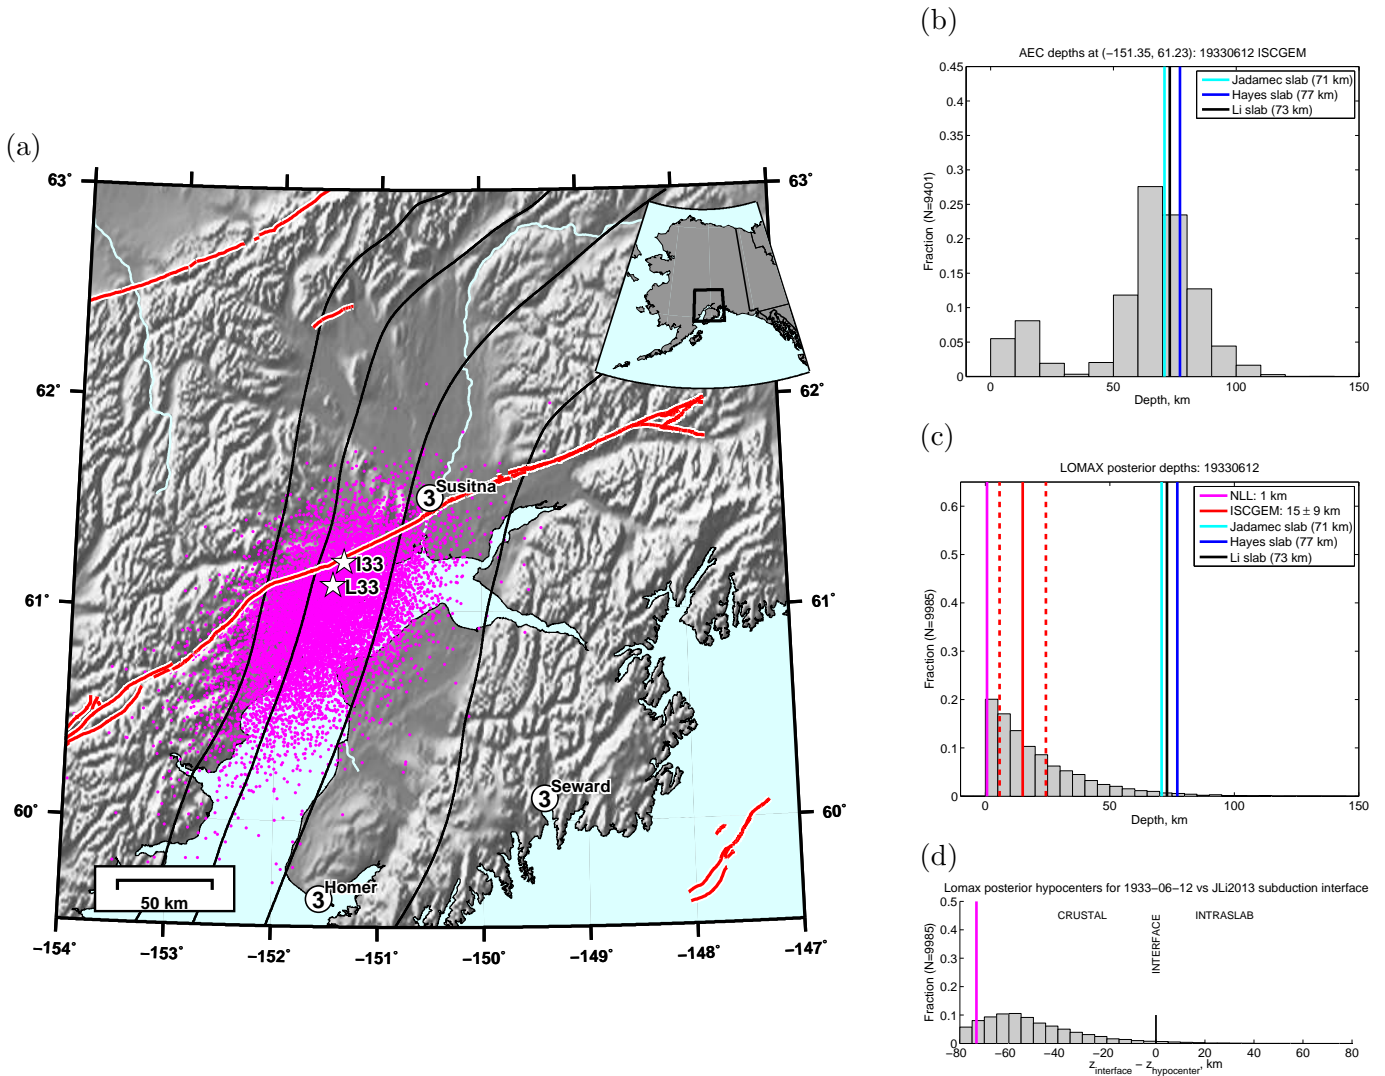 (a)
63°
63°
62°
62°
61°
61°
60°
60°
−154°
−153°
−152°
−151°
−150°
−149°
−148°
−147°
3
Susitna
I33
L33
3
Seward
3
Homer
50 km
(b)
AEC depths at (−151.35, 61.23): 19330612 ISCGEM
Jadamec slab (71 km)
Hayes slab (77 km)
Li slab (73 km)
Fraction (N=9401)
0.45
0.4
0.35
0.3
0.25
0.2
0.15
0.1
0.05
0
0 50 100 150
Depth, km
(c)
LOMAX posterior depths: 19330612
NLL: 1 km
ISCGEM: 15 ± 9 km
Jadamec slab (71 km)
Hayes slab (77 km)
Li slab (73 km)
Fraction (N=9985)
0.6
0.5
0.4
0.3
0.2
0.1
0
0 50 100 150
Depth, km
(d)
Lomax posterior hypocenters for 1933−06−12 vs JLi2013 subduction interface
CRUSTAL
INTERFACE
INTRASLAB
Fraction (N=9985)
0.5
0.4
0.3
0.2
0.1
0
−80 −60 −40 −20 0 20 40 60 80
z_interface − z_hypocenter, km